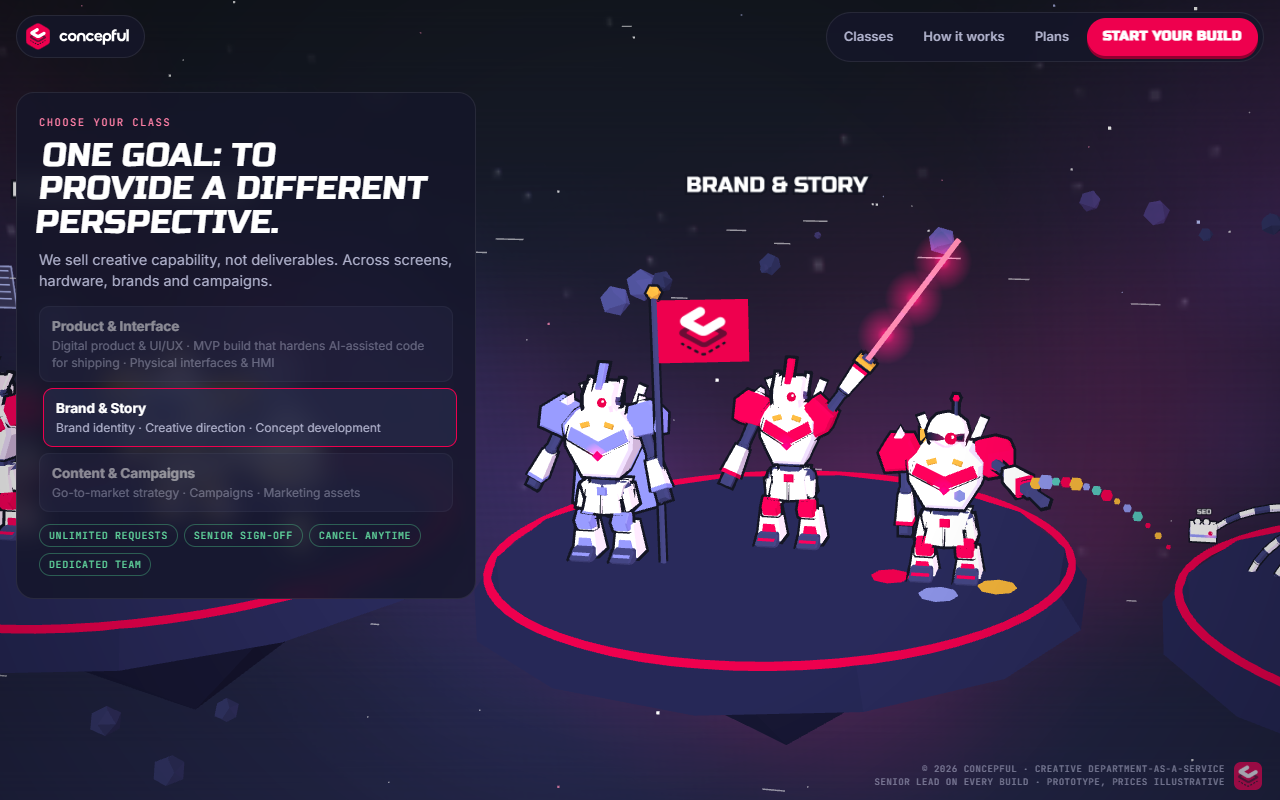 concepful
Classes
How it works
Plans
START YOUR BUILD
CHOOSE YOUR CLASS
ONE GOAL: TO
PROVIDE A DIFFERENT
PERSPECTIVE.
We sell creative capability, not deliverables. Across screens,
hardware, brands and campaigns.
Product & Interface
Digital product & UI/UX · MVP build that hardens AI-assisted code
for shipping · Physical interfaces & HMI
Brand & Story
Brand identity · Creative direction · Concept development
Content & Campaigns
Go-to-market strategy · Campaigns · Marketing assets
UNLIMITED REQUESTS
SENIOR SIGN-OFF
CANCEL ANYTIME
DEDICATED TEAM
BRAND & STORY
SEO
© 2026 CONCEPFUL · CREATIVE DEPARTMENT-AS-A-SERVICE
SENIOR LEAD ON EVERY BUILD · PROTOTYPE, PRICES ILLUSTRATIVE